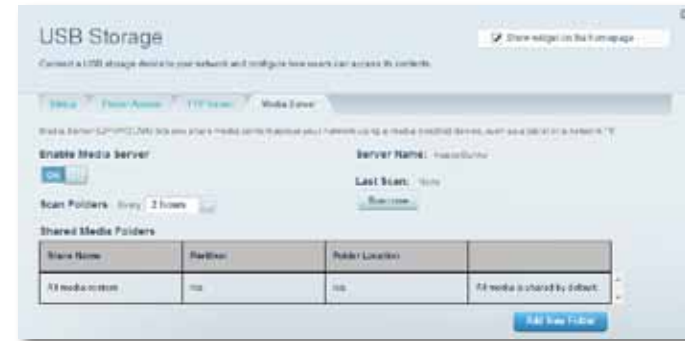 USB Storage
Show widget on the homepage
Connect a USB storage device to your network and configure how users can access its contents.
Status Folder Access FTP Server Media Server
Enable Media Server
Server Name:
ON
Last Scan: None
Scan Folders Every 2 hours
Scan now
Shared Media Folders
Share Name Partition Folder Location
All media content n/a n/a All media is shared by default.
Add New Folder